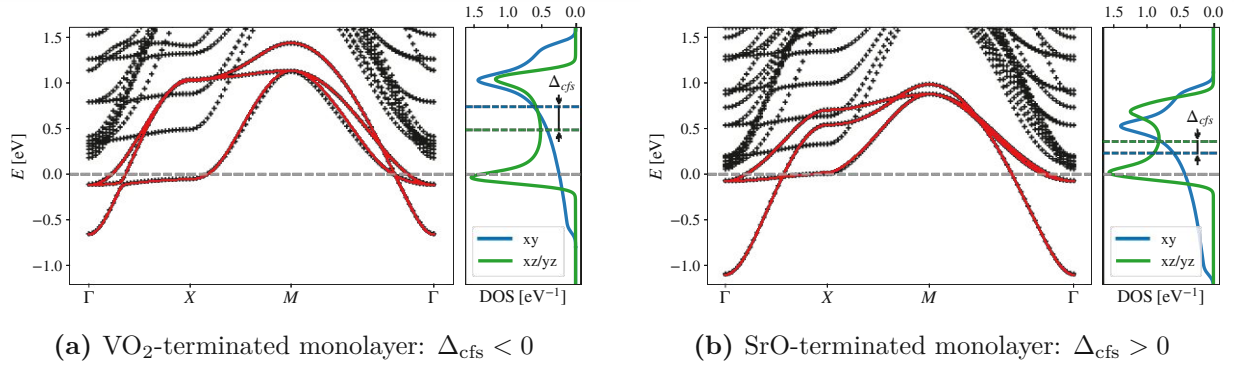 1.5 1.0 0.5 0.0
1.5
1.0
0.5
0.0
−0.5
−1.0
E [eV]
Γ X M Γ
Δcfs
xy
xz/yz
DOS [eV⁻¹]
(a) VO₂-terminated monolayer: Δcfs < 0
1.5 1.0 0.5 0.0
1.5
1.0
0.5
0.0
−0.5
−1.0
E [eV]
Γ X M Γ
Δcfs
xy
xz/yz
DOS [eV⁻¹]
(b) SrO-terminated monolayer: Δcfs > 0